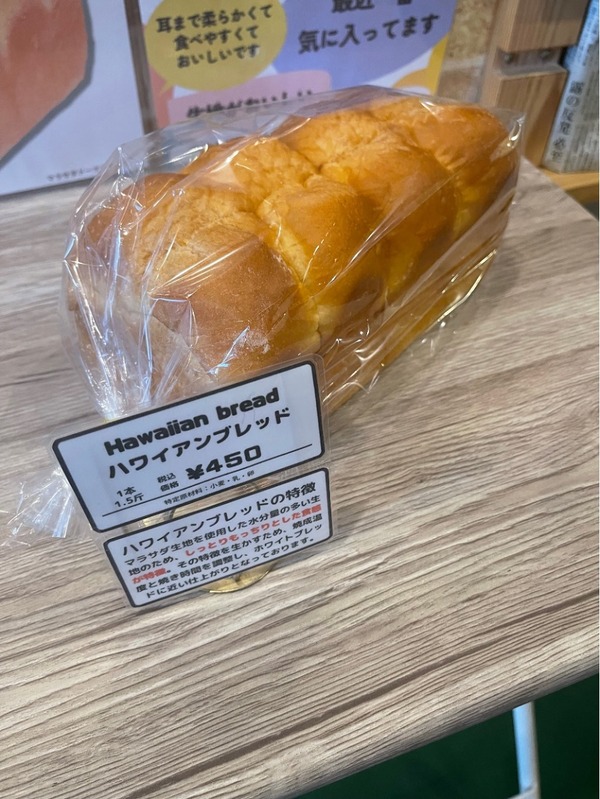 耳まで柔らかくて
食べやすくて
おいしいです
最近
気に入ってます
Hawaiian bread
ハワイアンブレッド
1本
1.5斤
税込
価格
¥450
特定原材料:小麦・乳・卵
ハワイアンブレッドの特徴
マラサダ生地を使用した水分量の多い生
地のため、しっとりもっちりとした食感
が特徴。その特徴を生かすため、焼成温
度と焼き時間を調整し、ホワイトブレッ
ドに近い仕上がりとなっております。